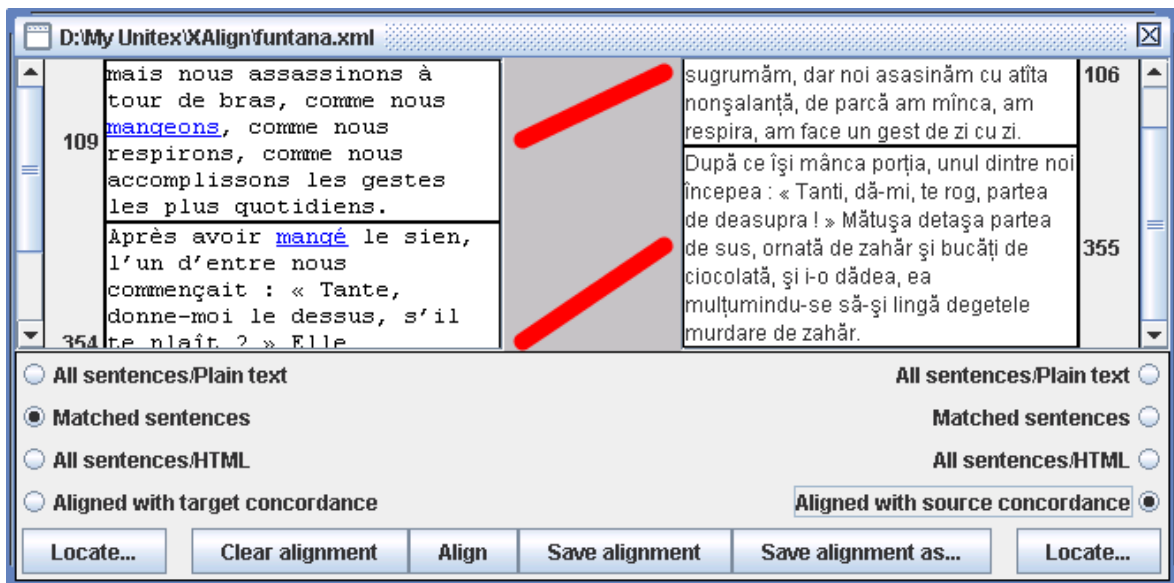 D:\My Unitex\XAlign\funtana.xml
mais nous assassinons à
tour de bras, comme nous
mangeons, comme nous
109
respirons, comme nous
accomplissons les gestes
les plus quotidiens.
Après avoir mangé le sien,
l'un d'entre nous
commençait : « Tante,
donne-moi le dessus, s'il
354
te plaît ? » Elle
sugrumăm, dar noi asasinăm cu atîta
106
nonşalanţă, de parcă am mînca, am
respira, am face un gest de zi cu zi.
După ce îşi mânca porţia, unul dintre noi
începea : « Tanti, dă-mi, te rog, partea
de deasupra ! » Mătuşa detaşa partea
de sus, ornată de zahăr şi bucăţi de
355
ciocolată, şi i-o dădea, ea
mulţumindu-se să-şi lingă degetele
murdare de zahăr.
All sentences/Plain text
All sentences/Plain text
Matched sentences
Matched sentences
All sentences/HTML
All sentences/HTML
Aligned with target concordance
Aligned with source concordance
Locate...
Clear alignment
Align
Save alignment
Save alignment as...
Locate...